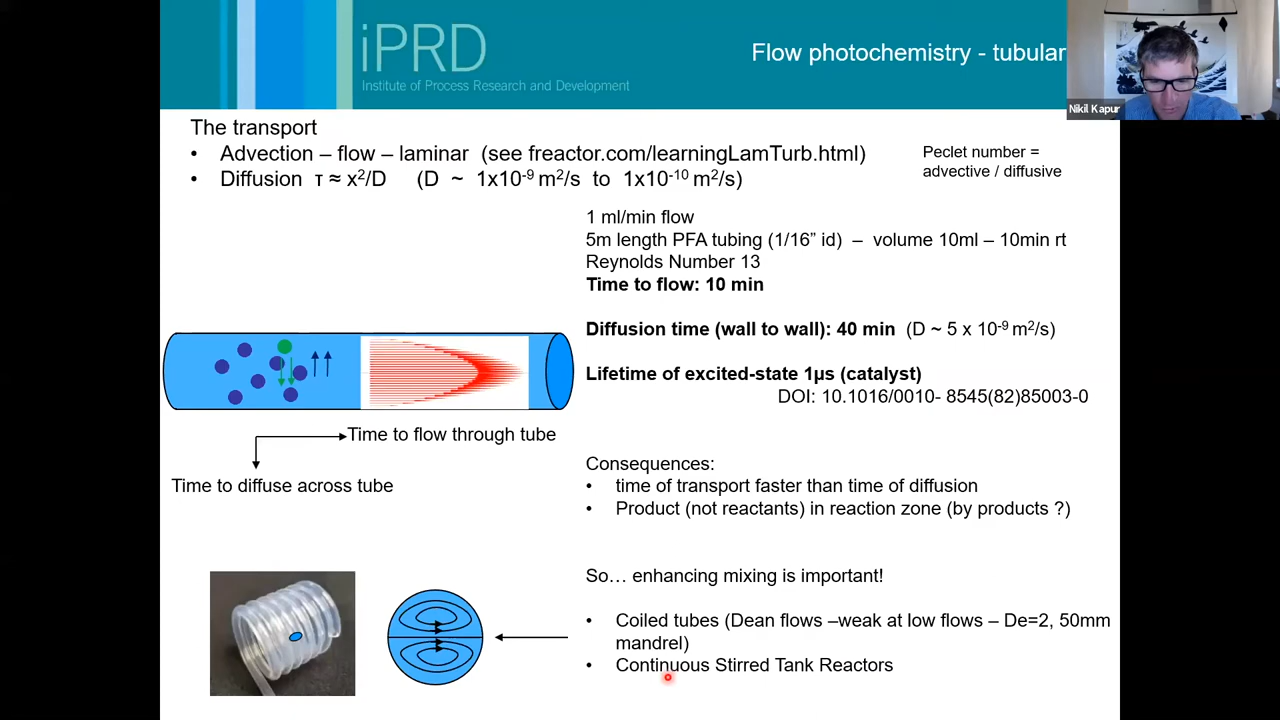 iPRD
Institute of Process Research and Development
Flow photochemistry - tubular
Nikil Kapur
The transport
• Advection – flow – laminar (see freactor.com/learningLamTurb.html)
• Diffusion τ ≈ x²/D (D ~ 1x10⁻⁹ m²/s to 1x10⁻¹⁰ m²/s)
Peclet number =
advective / diffusive
1 ml/min flow
5m length PFA tubing (1/16” id) – volume 10ml – 10min rt
Reynolds Number 13
Time to flow: 10 min
Diffusion time (wall to wall): 40 min (D ~ 5 x 10⁻⁹ m²/s)
Lifetime of excited-state 1µs (catalyst)
DOI: 10.1016/0010- 8545(82)85003-0
Time to flow through tube
Time to diffuse across tube
Consequences:
• time of transport faster than time of diffusion
• Product (not reactants) in reaction zone (by products ?)
So… enhancing mixing is important!
• Coiled tubes (Dean flows –weak at low flows – De=2, 50mm
mandrel)
• Continuous Stirred Tank Reactors